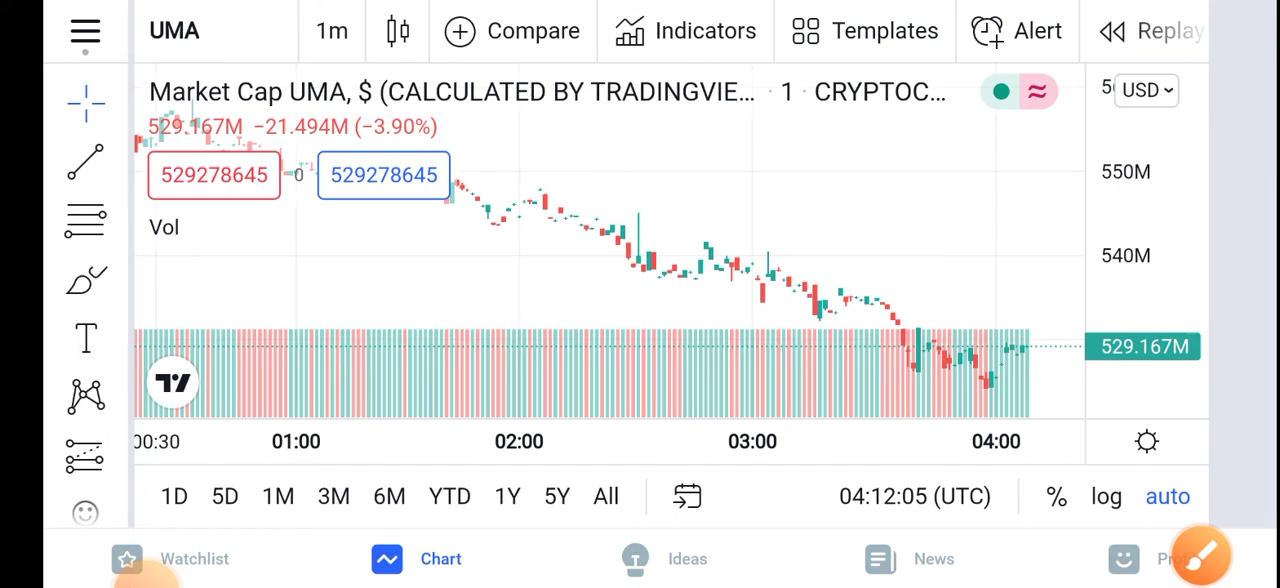 UMA 1m Compare Indicators Templates Alert Replay
Market Cap UMA, $ (CALCULATED BY TRADINGVIE... · 1 · CRYPTOC...
USD
529.167M −21.494M (−3.90%)
529278645 0 529278645
Vol
550M
540M
529.167M
00:30 01:00 02:00 03:00 04:00
1D 5D 1M 3M 6M YTD 1Y 5Y All 04:12:05 (UTC) % log auto
Watchlist Chart Ideas News